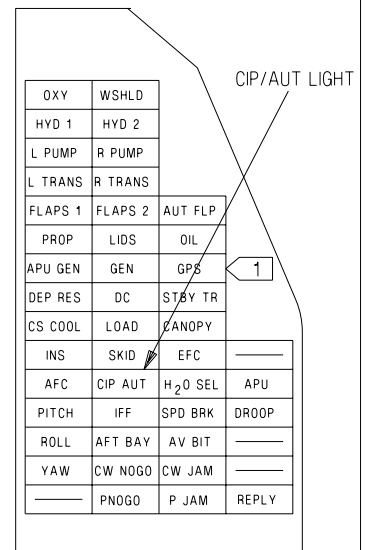 CIP/AUT LIGHT
OXY WSHLD
HYD 1 HYD 2
L PUMP R PUMP
L TRANS R TRANS
FLAPS 1 FLAPS 2 AUT FLP
PROP LIDS OIL
APU GEN GEN GPS 1
DEP RES DC STBY TR
CS COOL LOAD CANOPY
INS SKID EFC
AFC CIP AUT H2O SEL APU
PITCH IFF SPD BRK DROOP
ROLL AFT BAY AV BIT
YAW CW NOGO CW JAM
PNOGO P JAM REPLY